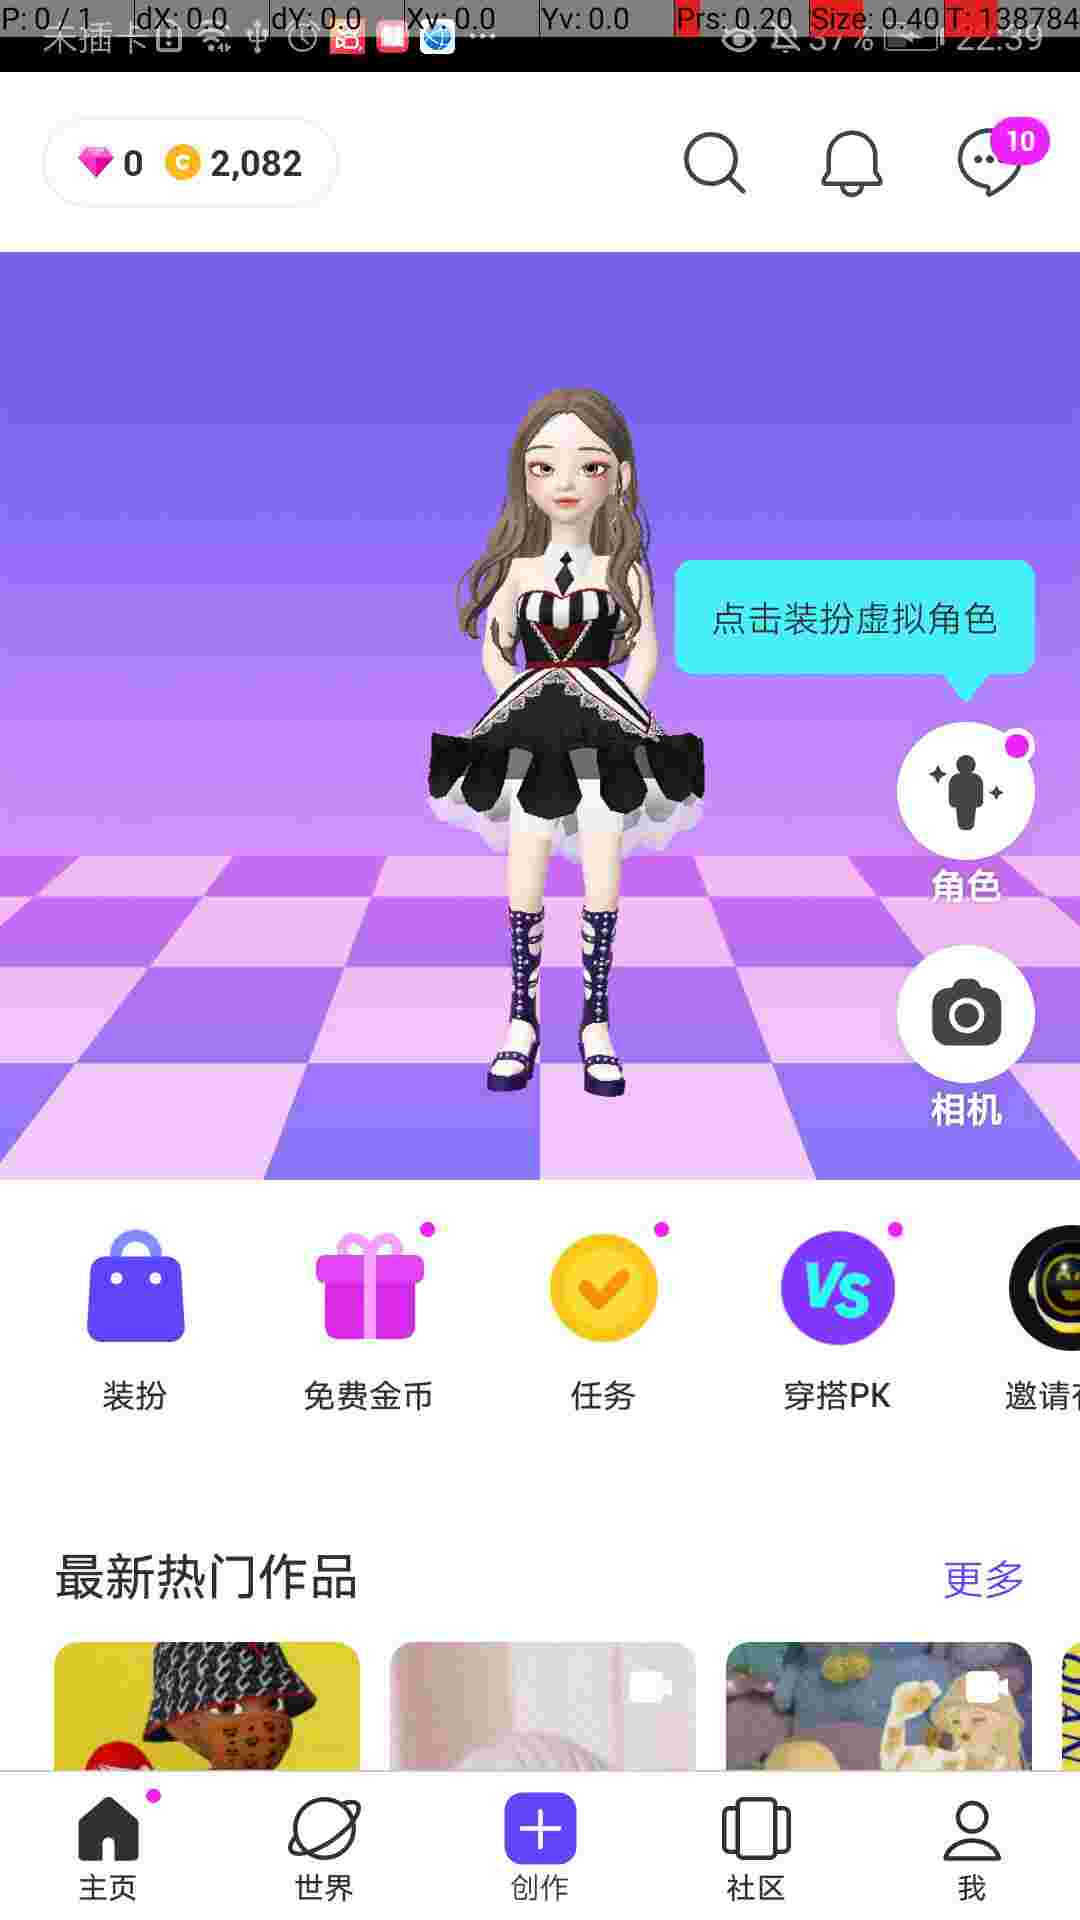 P: 0 / 1 dX: 0.0 dY: 0.0 Xv: 0.0 Yv: 0.0 Prs: 0.20 Size: 0.40 T: 138784
未插卡 37% 22:39
0 2,082
10
点击装扮虚拟角色
角色
相机
VS
装扮 免费金币 任务 穿搭PK 邀请
最新热门作品 更多
主页 世界 创作 社区 我